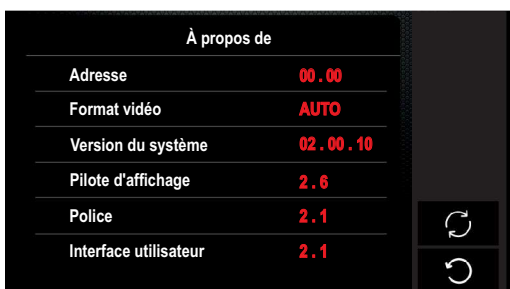 À propos de
Adresse 00.00
Format vidéo AUTO
Version du système 02.00.10
Pilote d'affichage 2.6
Police 2.1
Interface utilisateur 2.1